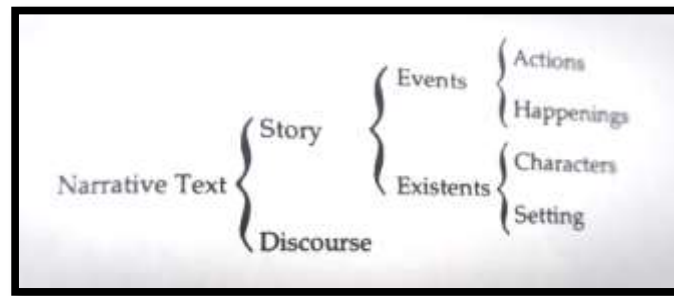 Actions
Events
Happenings
Story
Characters
Narrative Text
Existents
Setting
Discourse